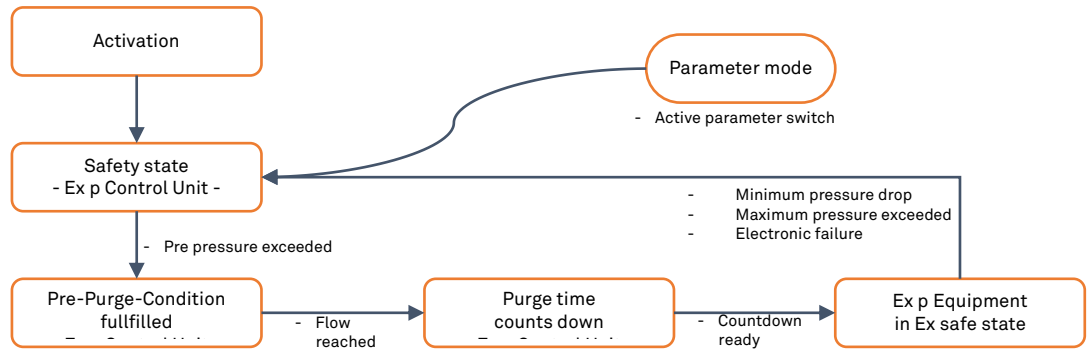 Activation
Parameter mode
- Active parameter switch
Safety state
- Ex p Control Unit -
- Minimum pressure drop
- Maximum pressure exceeded
- Electronic failure
- Pre pressure exceeded
Pre-Purge-Condition
fullfilled
- Flow
reached
Purge time
counts down
- Countdown
ready
Ex p Equipment
in Ex safe state